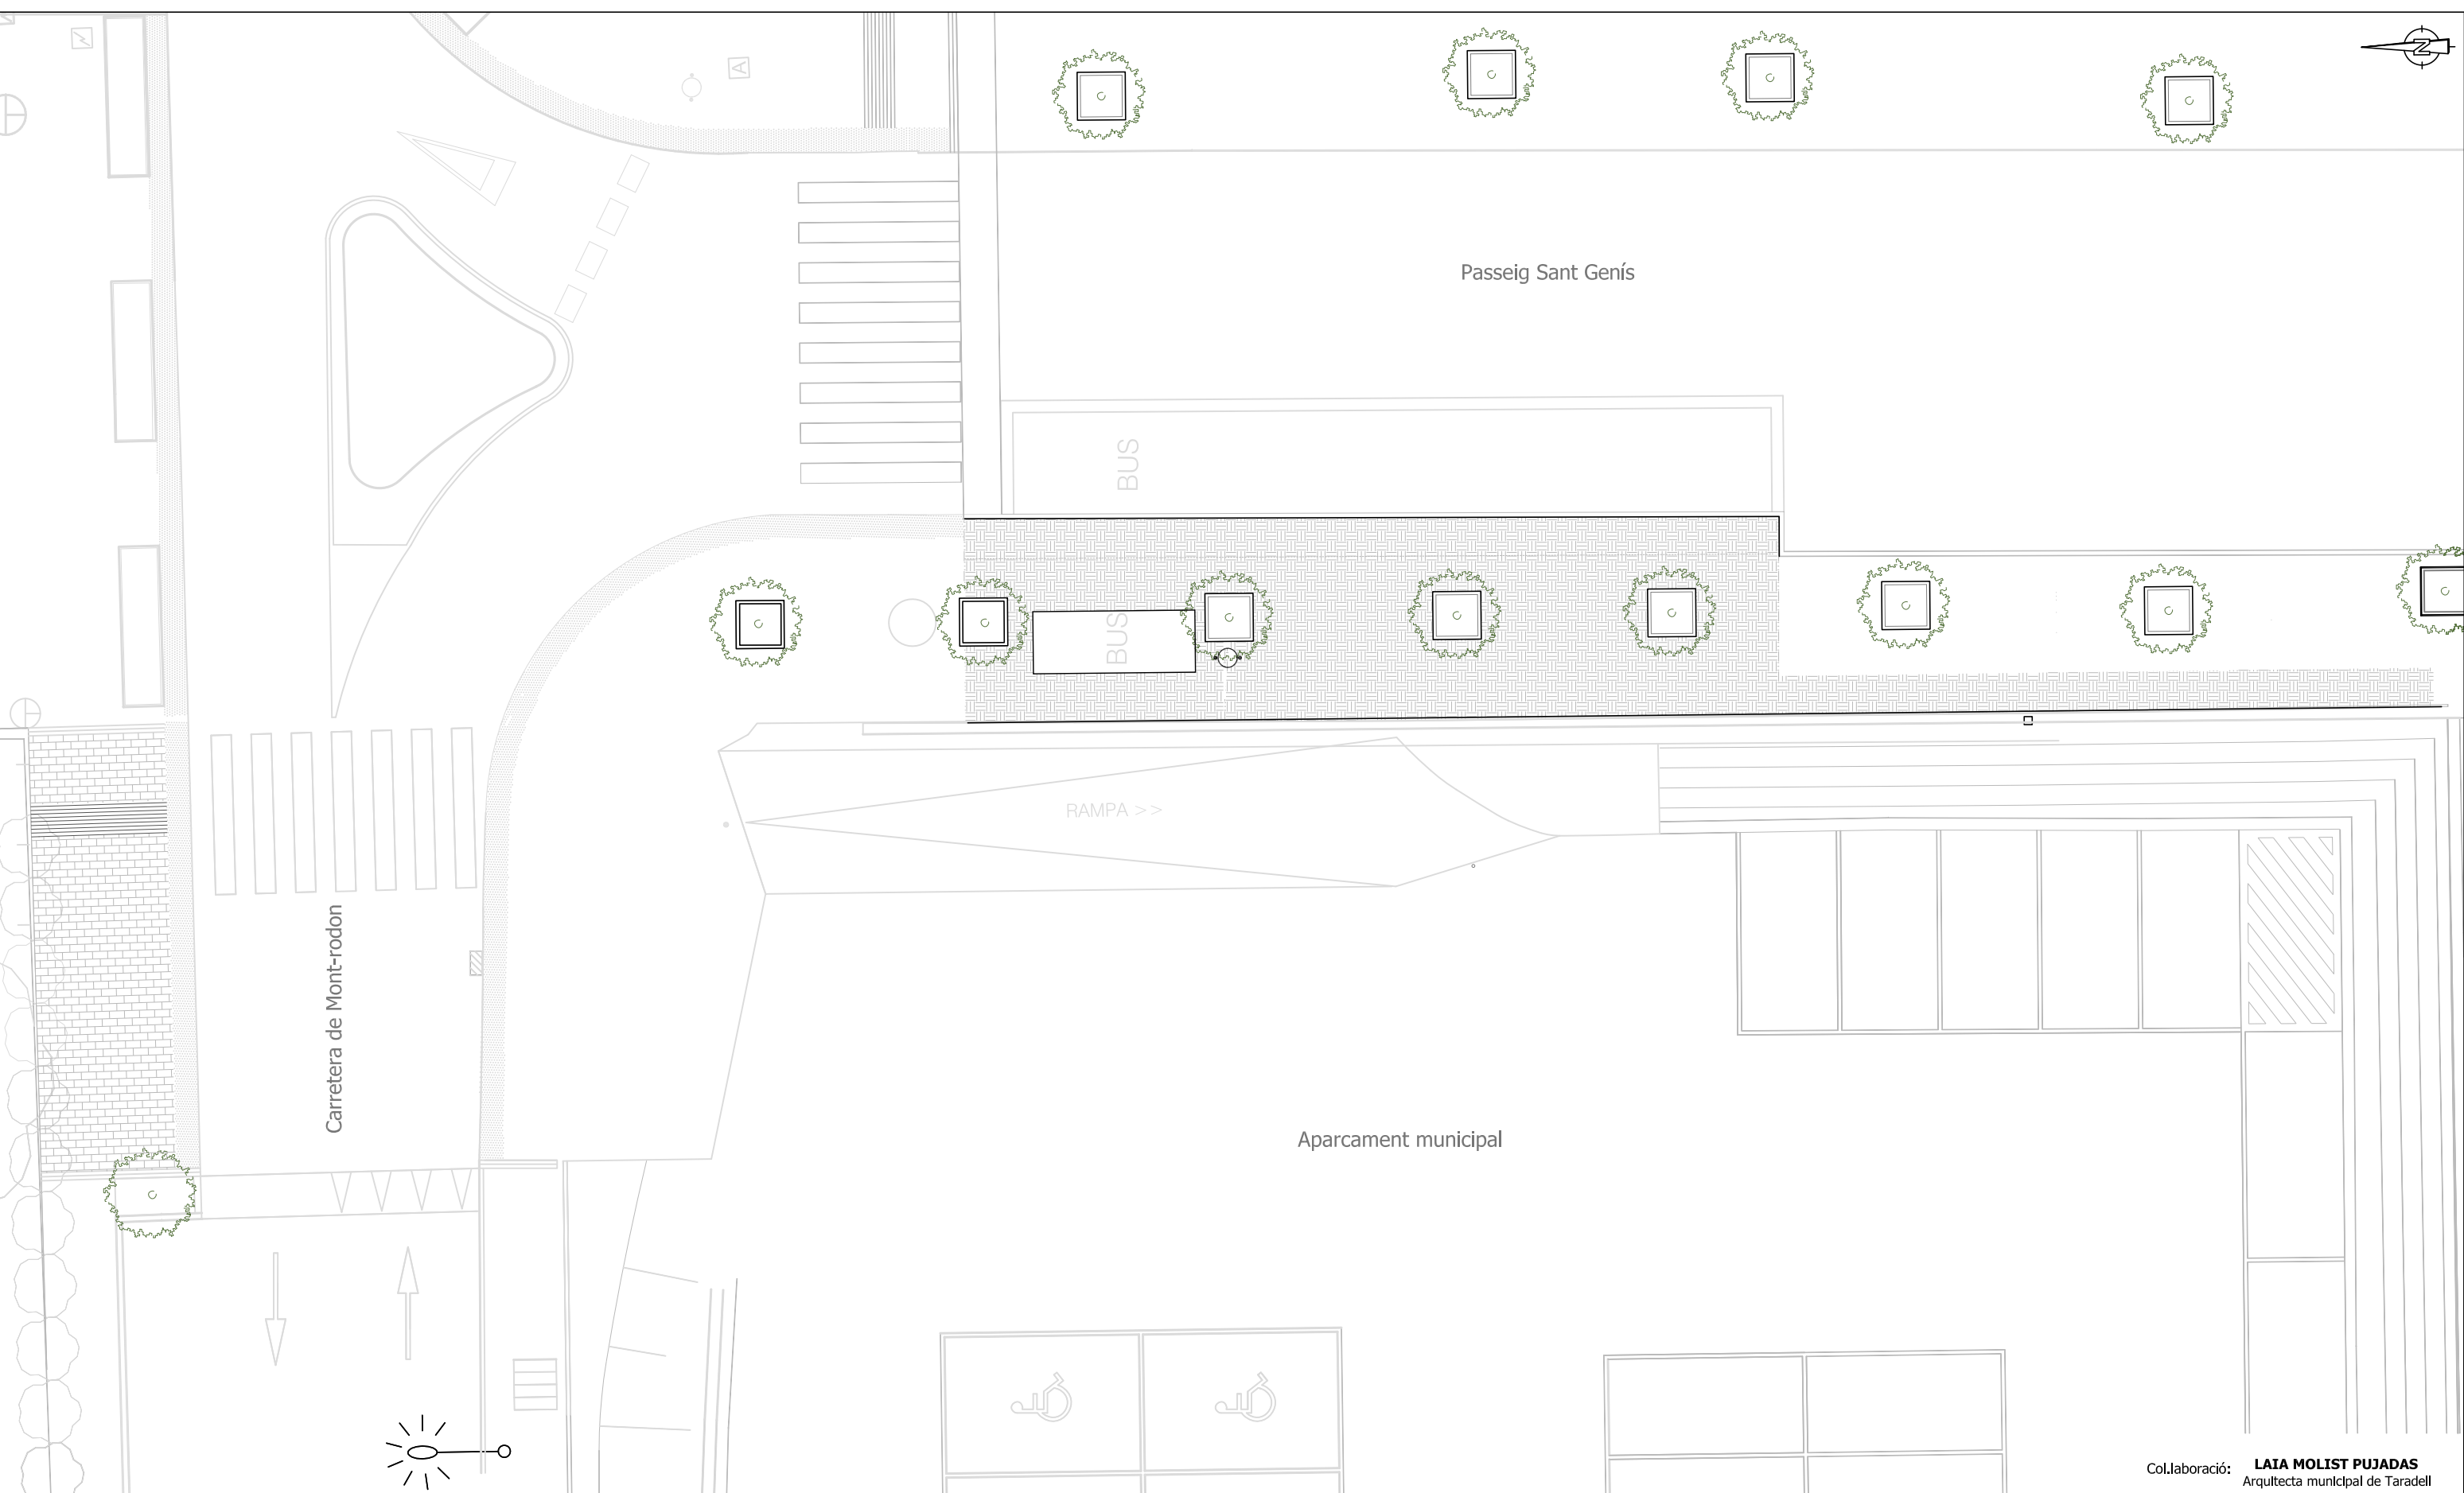 N
A
Passeig Sant Genís
BUS
BUS
RAMPA >>
Carretera de Mont-rodon
Aparcament municipal
Col.laboració: LAIA MOLIST PUJADAS
Arquitecta municipal de Taradell